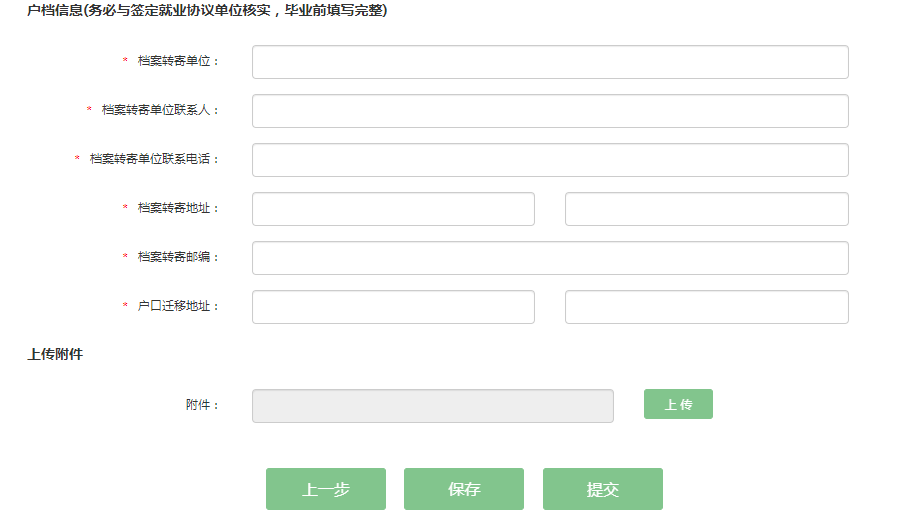 户档信息(务必与签定就业协议单位核实，毕业前填写完整)
* 档案转寄单位：
* 档案转寄单位联系人：
* 档案转寄单位联系电话：
* 档案转寄地址：
* 档案转寄邮编：
* 户口迁移地址：
上传附件
附件： 上传
上一步 保存 提交